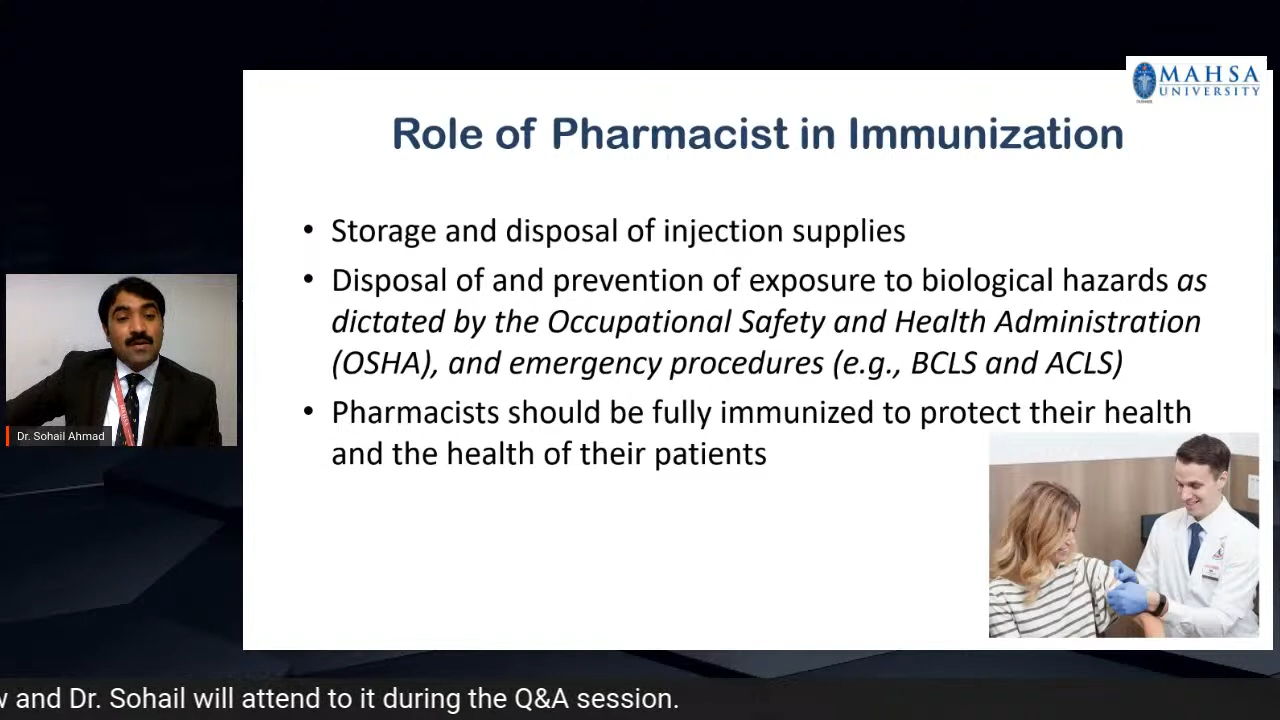 MAHSA
UNIVERSITY
Role of Pharmacist in Immunization
• Storage and disposal of injection supplies
• Disposal of and prevention of exposure to biological hazards as
dictated by the Occupational Safety and Health Administration
(OSHA), and emergency procedures (e.g., BCLS and ACLS)
• Pharmacists should be fully immunized to protect their health
and the health of their patients
Dr. Sohail Ahmad
and Dr. Sohail will attend to it during the Q&A session.